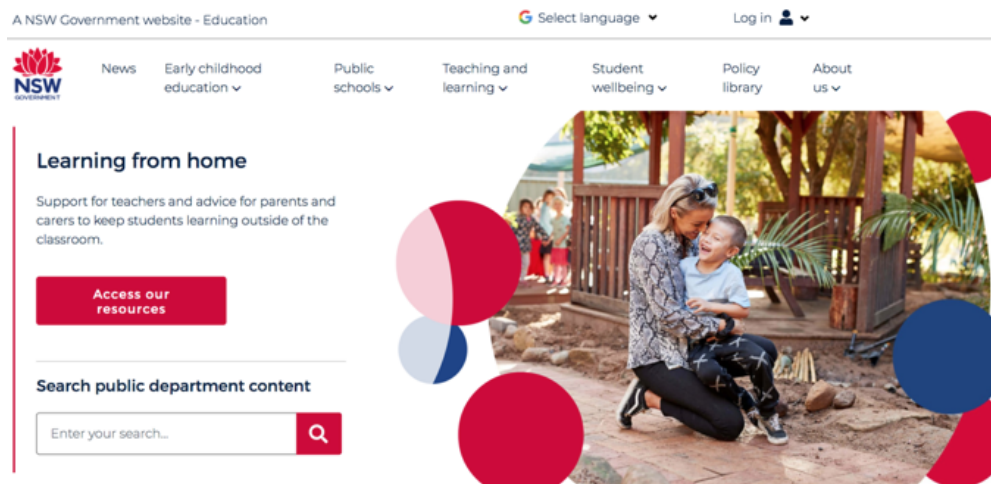 A NSW Government website - Education
Select language
Log in
NSW
GOVERNMENT
News
Early childhood
education
Public
schools
Teaching and
learning
Student
wellbeing
Policy
library
About
us
Learning from home
Support for teachers and advice for parents and
carers to keep students learning outside of the
classroom.
Access our
resources
Search public department content
Enter your search...